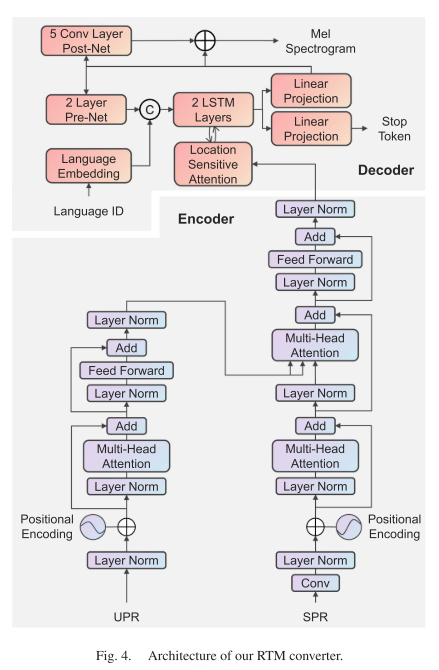 5 Conv Layer
Post-Net
Mel
Spectrogram
2 Layer
Pre-Net
C
2 LSTM
Layers
Linear
Projection
Linear
Projection
Stop
Token
Language
Embedding
Location
Sensitive
Attention
Decoder
Language ID
Encoder
Layer Norm
Add
Feed Forward
Layer Norm
Add
Multi-Head
Attention
Layer Norm
Add
Multi-Head
Attention
Layer Norm
Positional
Encoding
Layer Norm
Conv
SPR
Layer Norm
Add
Feed Forward
Layer Norm
Add
Multi-Head
Attention
Layer Norm
Positional
Encoding
Layer Norm
UPR
Fig. 4. Architecture of our RTM converter.